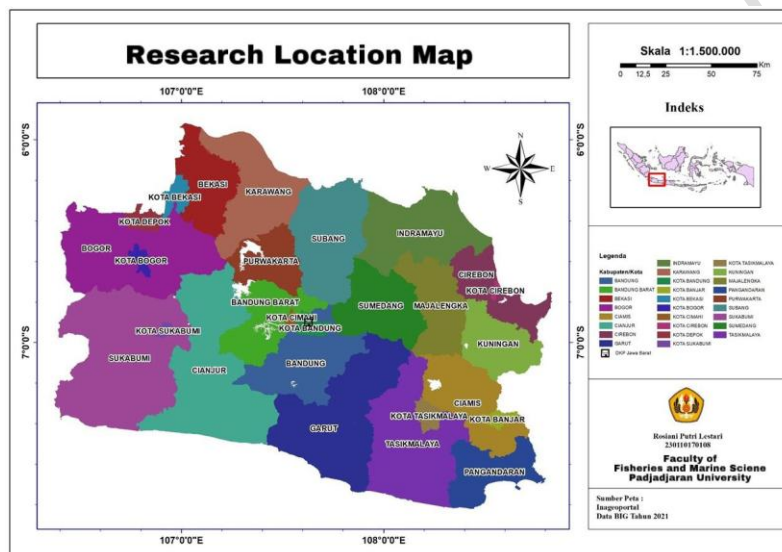 Research Location Map
107°0'0"E
108°0'0"E
6°0'0"S
6°0'0"S
7°0'0"S
7°0'0"S
N
W
E
S
BEKASI
KOTA BEKASI
KARAWANG
KOTA DEPOK
BOGOR
KOTA BOGOR
PURWAKARTA
SUBANG
INDRAMAYU
CIREBON
KOTA CIREBON
BANDUNG BARAT
SUMEDANG
MAJALENGKA
KOTA CIMAHI
KOTA BANDUNG
KOTA SUKABUMI
SUKABUMI
KUNINGAN
CIANJUR
BANDUNG
CIAMIS
KOTA TASIKMALAYA
KOTA BANJAR
GARUT
TASIKMALAYA
PANGANDARAN
107°0'0"E
108°0'0"E
Skala 1:1.500.000
Km
0 12,5 25 50 75
Indeks
Legenda
Kabupaten/Kota
BANDUNG
BANDUNG BARAT
BEKASI
BOGOR
CIAMIS
CIANJUR
CIREBON
GARUT
INDRAMAYU
KARAWANG
KOTA BANDUNG
KOTA BANJAR
KOTA BEKASI
KOTA BOGOR
KOTA CIMAHI
KOTA CIREBON
KOTA DEPOK
KOTA SUKABUMI
KOTA TASIKMALAYA
KUNINGAN
MAJALENGKA
PANGANDARAN
PURWAKARTA
SUBANG
SUKABUMI
SUMEDANG
TASIKMALAYA
DKP Jawa Barat
Rosiani Putri Lestari
230110170108
Faculty of
Fisheries and Marine Sciene
Padjadjaran University
Sumber Peta :
Inageoportal
Data BIG Tahun 2021